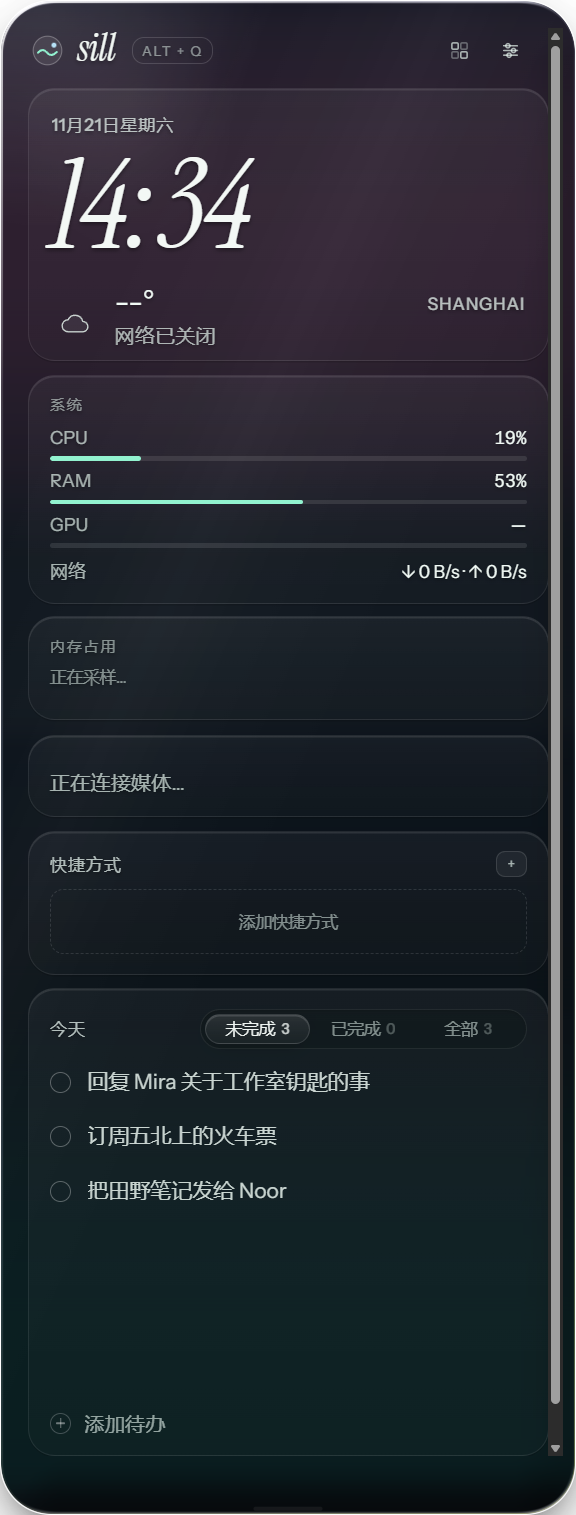 sill ALT + Q
11月21日星期六
14:34
--°
网络已关闭
SHANGHAI
系统
CPU 19%
RAM 53%
GPU —
网络 ↓0 B/s·↑0 B/s
内存占用
正在采样...
正在连接媒体...
快捷方式 +
添加快捷方式
今天 未完成 3 已完成 0 全部 3
回复 Mira 关于工作室钥匙的事
订周五北上的火车票
把田野笔记发给 Noor
添加待办